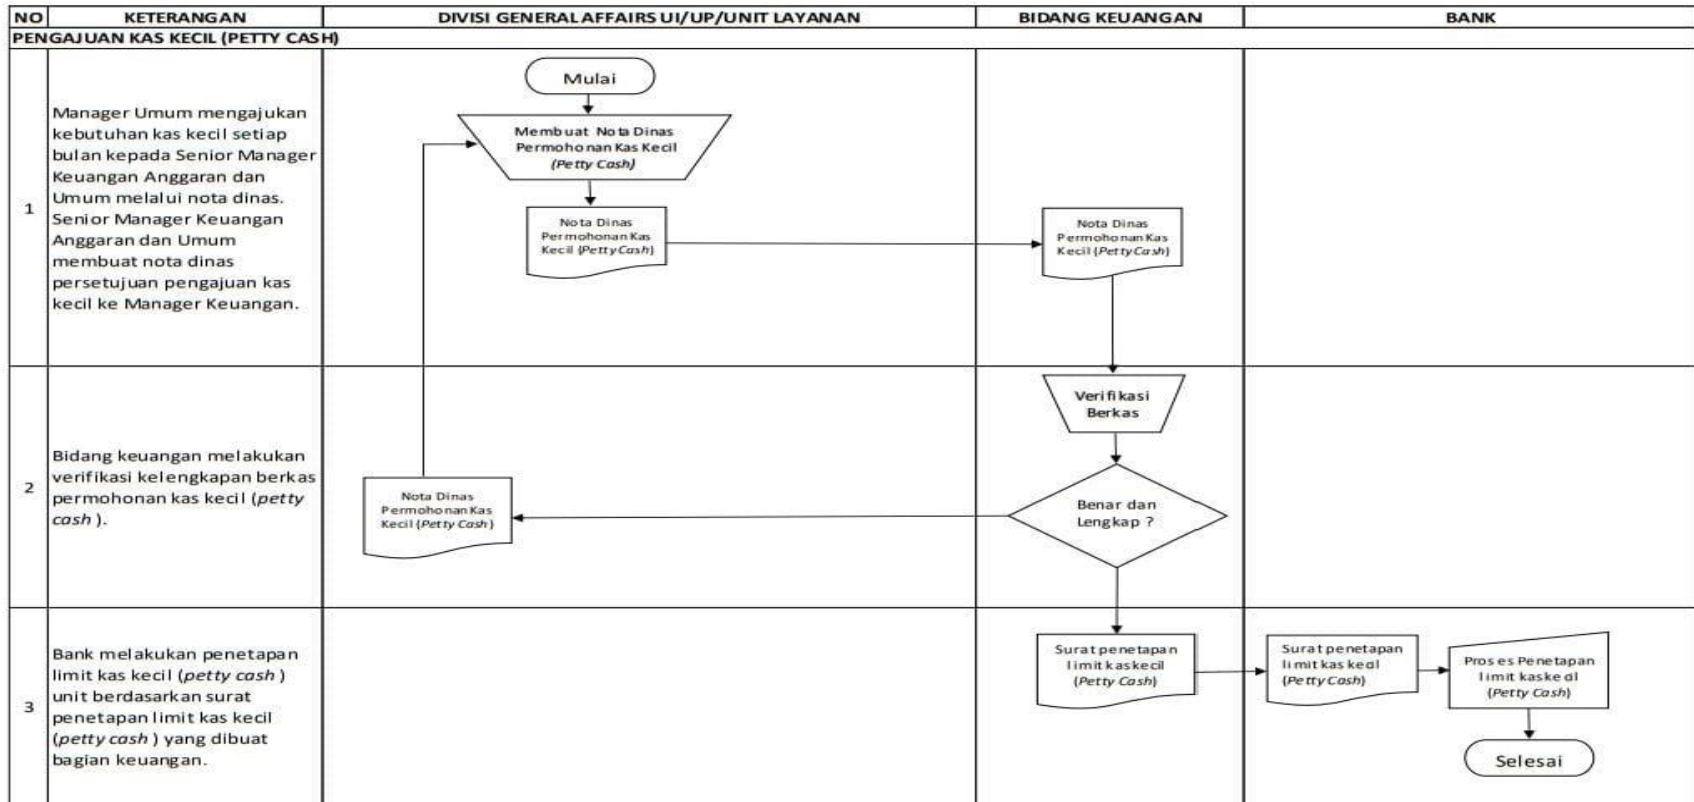 NO KETERANGAN DIVISI GENERAL AFFAIRS UI/UP/UNIT LAYANAN BIDANG KEUANGAN BANK
PENGAJUAN KAS KECIL (PETTY CASH)
1
Manager Umum mengajukan
kebutuhan kas kecil setiap
bulan kepada Senior Manager
Keuangan Anggaran dan
Umum melalui nota dinas.
Senior Manager Keuangan
Anggaran dan Umum
membuat nota dinas
persetujuan pengajuan kas
kecil ke Manager Keuangan.
Mulai
Membuat Nota Dinas
Permohonan Kas Kecil
(Petty Cash)
Nota Dinas
Permohonan Kas
Kecil (Petty Cash)
Nota Dinas
Permohonan Kas
Kecil (Petty Cash)
2
Bidang keuangan melakukan
verifikasi kelengkapan berkas
permohonan kas kecil (petty
cash ).
Nota Dinas
Permohonan Kas
Kecil (Petty Cash)
Verifikasi
Berkas
Benar dan
Lengkap ?
3
Bank melakukan penetapan
limit kas kecil (petty cash )
unit berdasarkan surat
penetapan limit kas kecil
(petty cash ) yang dibuat
bagian keuangan.
Surat penetapan
limit kas kecil
(Petty Cash)
Surat penetapan
limit kas kecil
(Petty Cash)
Proses Penetapan
limit kas kecil
(Petty Cash)
Selesai